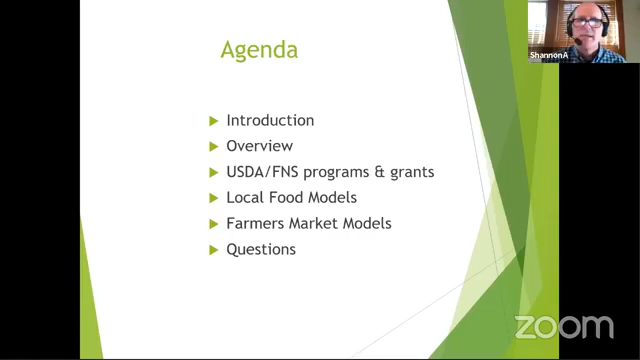 Agenda
Introduction
Overview
USDA/FNS programs & grants
Local Food Models
Farmers Market Models
Questions
ShannonA
zoom